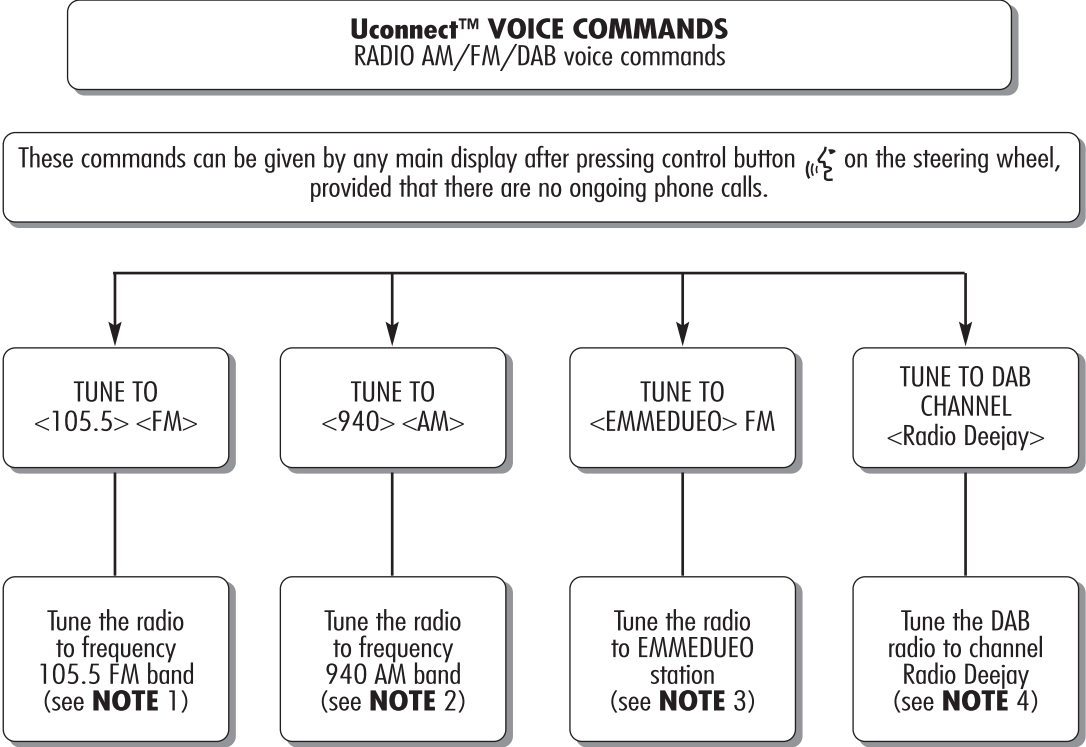 Uconnect™ VOICE COMMANDS
RADIO AM/FM/DAB voice commands
These commands can be given by any main display after pressing control button on the steering wheel,
provided that there are no ongoing phone calls.
TUNE TO
<105.5> <FM>
TUNE TO
<940> <AM>
TUNE TO
<EMMEDUEO> FM
TUNE TO DAB
CHANNEL
<Radio Deejay>
Tune the radio
to frequency
105.5 FM band
(see NOTE 1)
Tune the radio
to frequency
940 AM band
(see NOTE 2)
Tune the radio
to EMMEDUEO
station
(see NOTE 3)
Tune the DAB
radio to channel
Radio Deejay
(see NOTE 4)